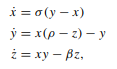 ẋ = σ(y − x)
ẏ = x(ρ − z) − y
ż = xy − βz,